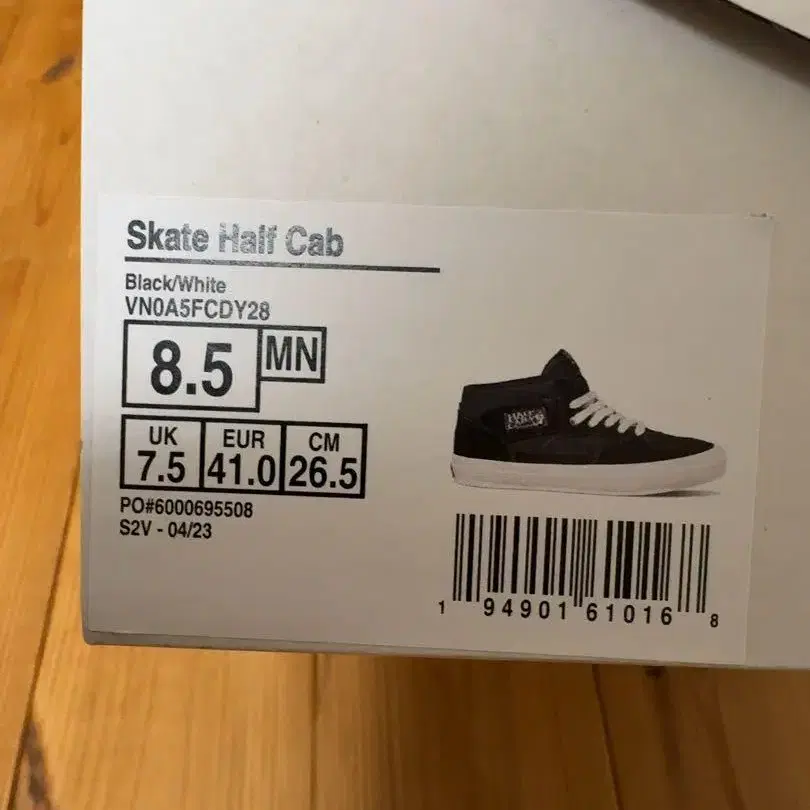 Skate Half Cab
Black/White
VN0A5FCDY28
8.5 MN
UK EUR CM
7.5 41.0 26.5
PO#6000695508
S2V - 04/23
1 94901 61016 8